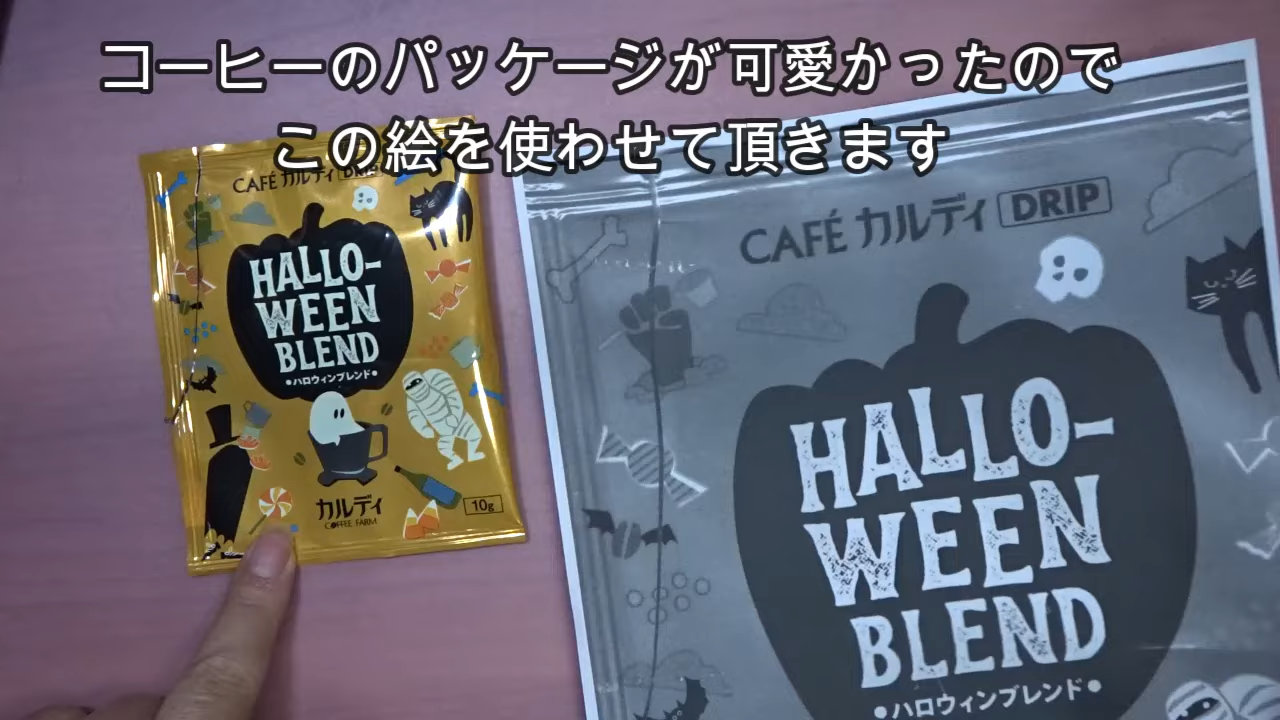 コーヒーのパッケージが可愛かったので
この絵を使わせて頂きます
CAFÉ カルディ DRIP
HALLO-
WEEN
BLEND
●ハロウィンブレンド●
カルディ
COFFEE FARM
10g
CAFÉ カルディ DRIP
HALLO-
WEEN
BLEND
●ハロウィンブレンド●